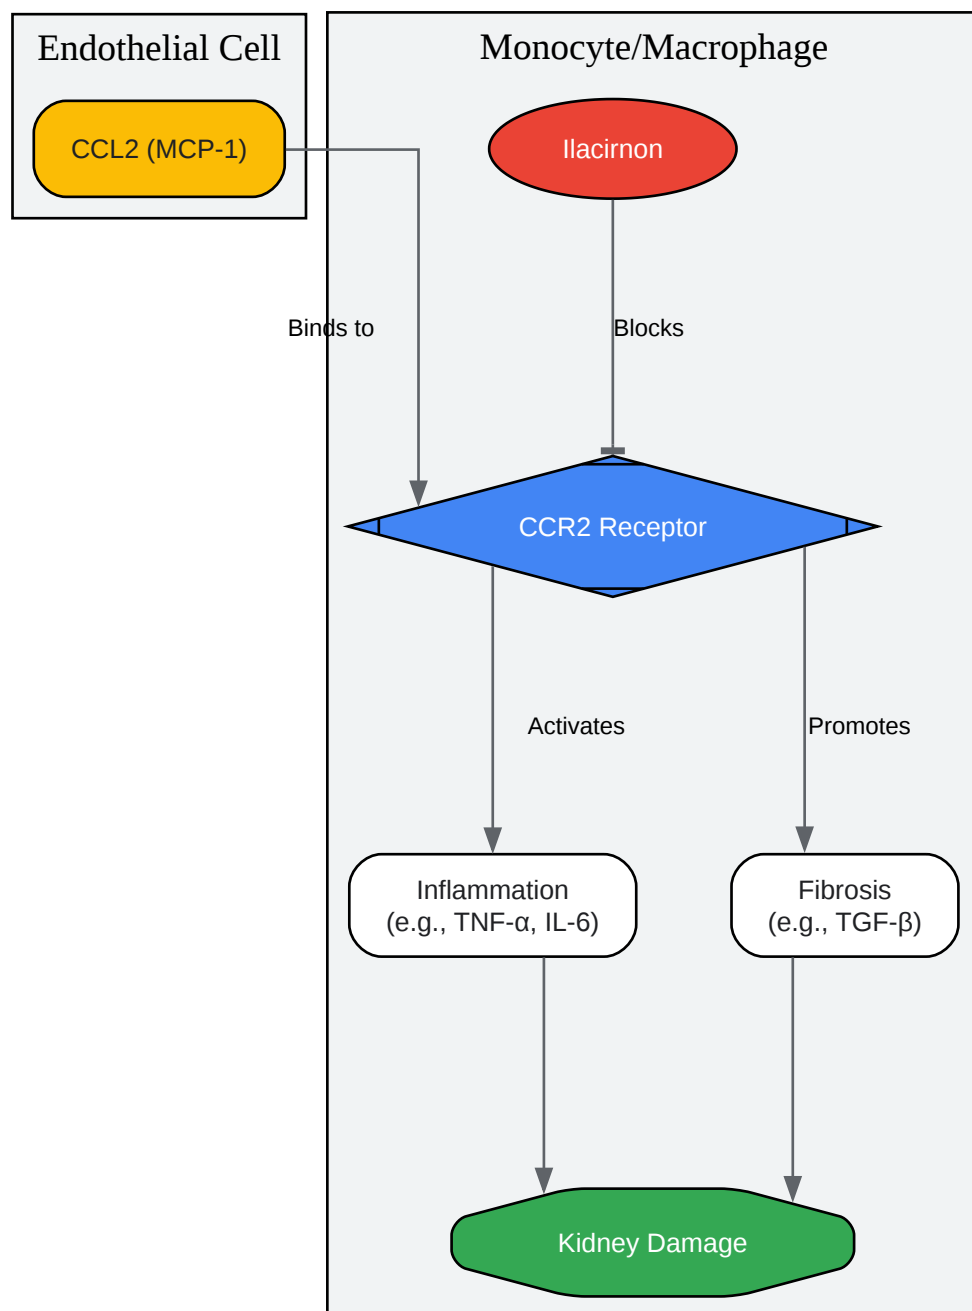 Endothelial Cell
Monocyte/Macrophage
CCL2 (MCP-1)
Ilacirnon
Binds to
Blocks
CCR2 Receptor
Activates
Promotes
Inflammation
(e.g., TNF-α, IL-6)
Fibrosis
(e.g., TGF-β)
Kidney Damage